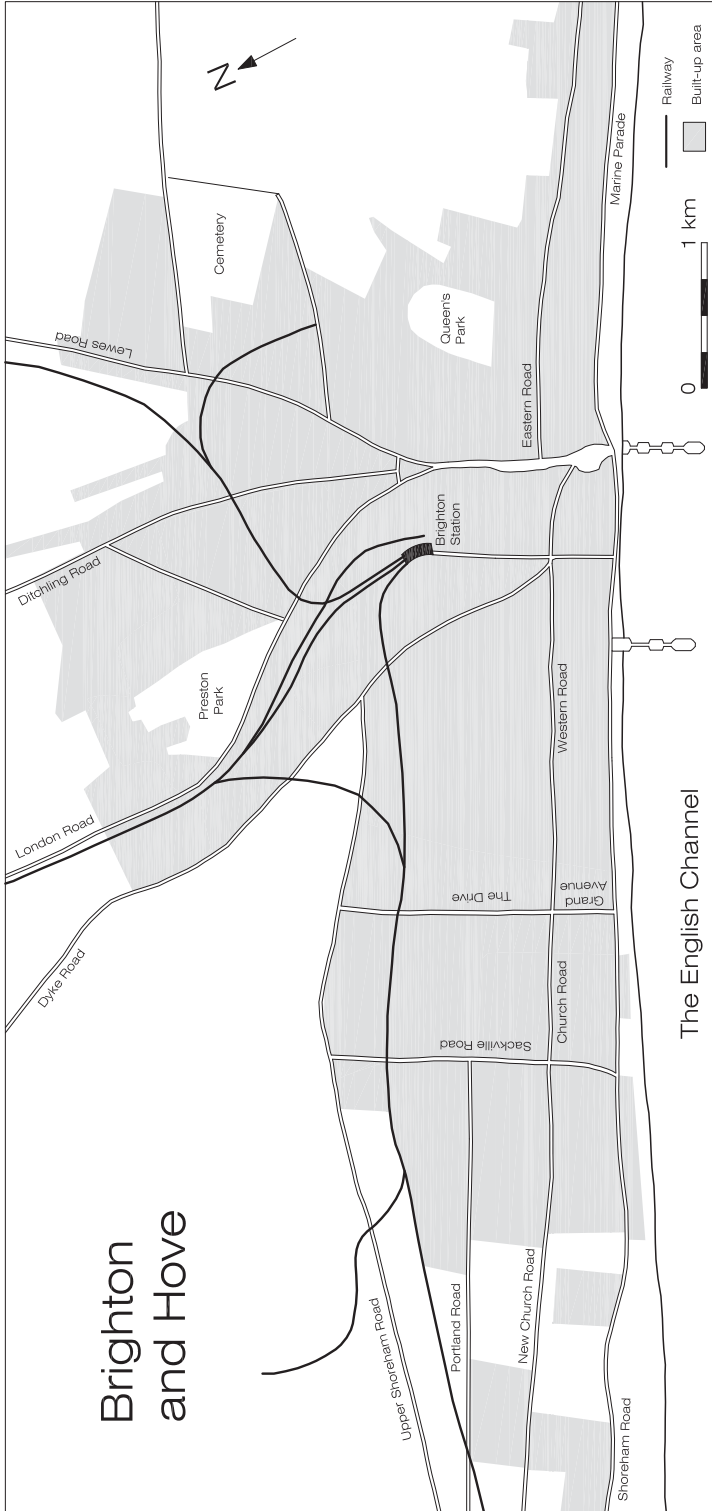 Brighton
and Hove
Dyke Road
London Road
Preston
Park
Ditchling Road
Lewes Road
Cemetery
N
Queen's
Park
Brighton
Station
Eastern Road
Marine Parade
Upper Shoreham Road
Portland Road
New Church Road
Shoreham Road
Sackville Road
Church Road
The Drive
Grand
Avenue
Western Road
The English Channel
0
1 km
Railway
Built-up area